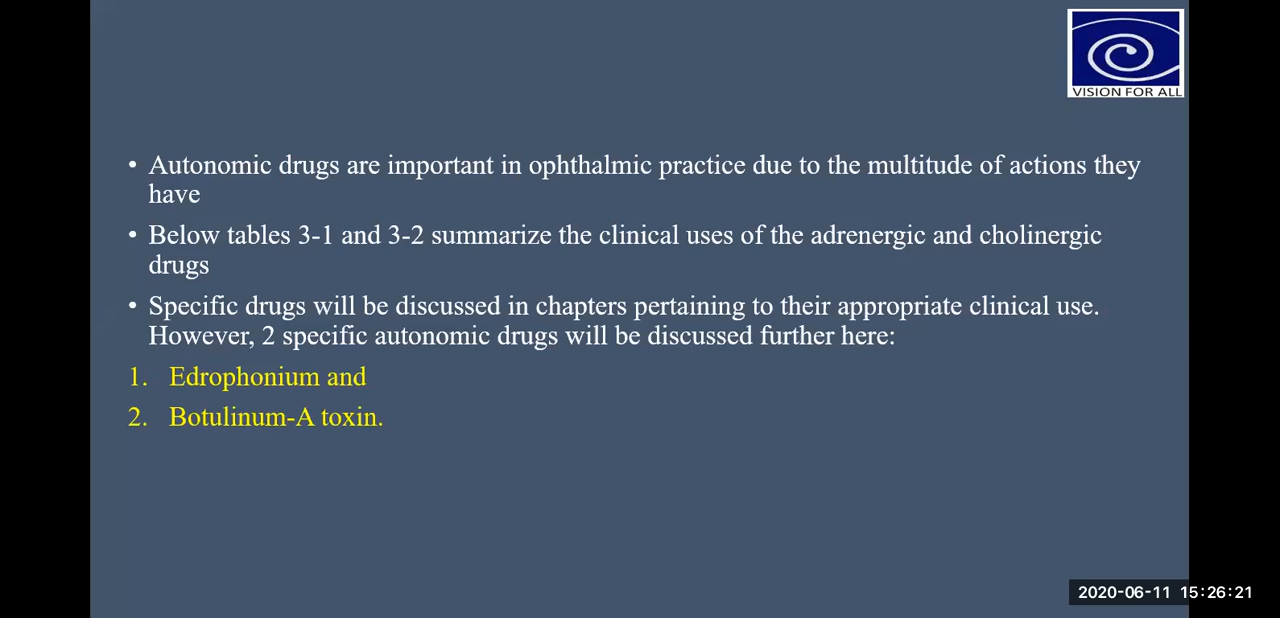 VISION FOR ALL
• Autonomic drugs are important in ophthalmic practice due to the multitude of actions they
have
• Below tables 3-1 and 3-2 summarize the clinical uses of the adrenergic and cholinergic
drugs
• Specific drugs will be discussed in chapters pertaining to their appropriate clinical use.
However, 2 specific autonomic drugs will be discussed further here:
1. Edrophonium and
2. Botulinum-A toxin.
2020-06-11 15:26:21